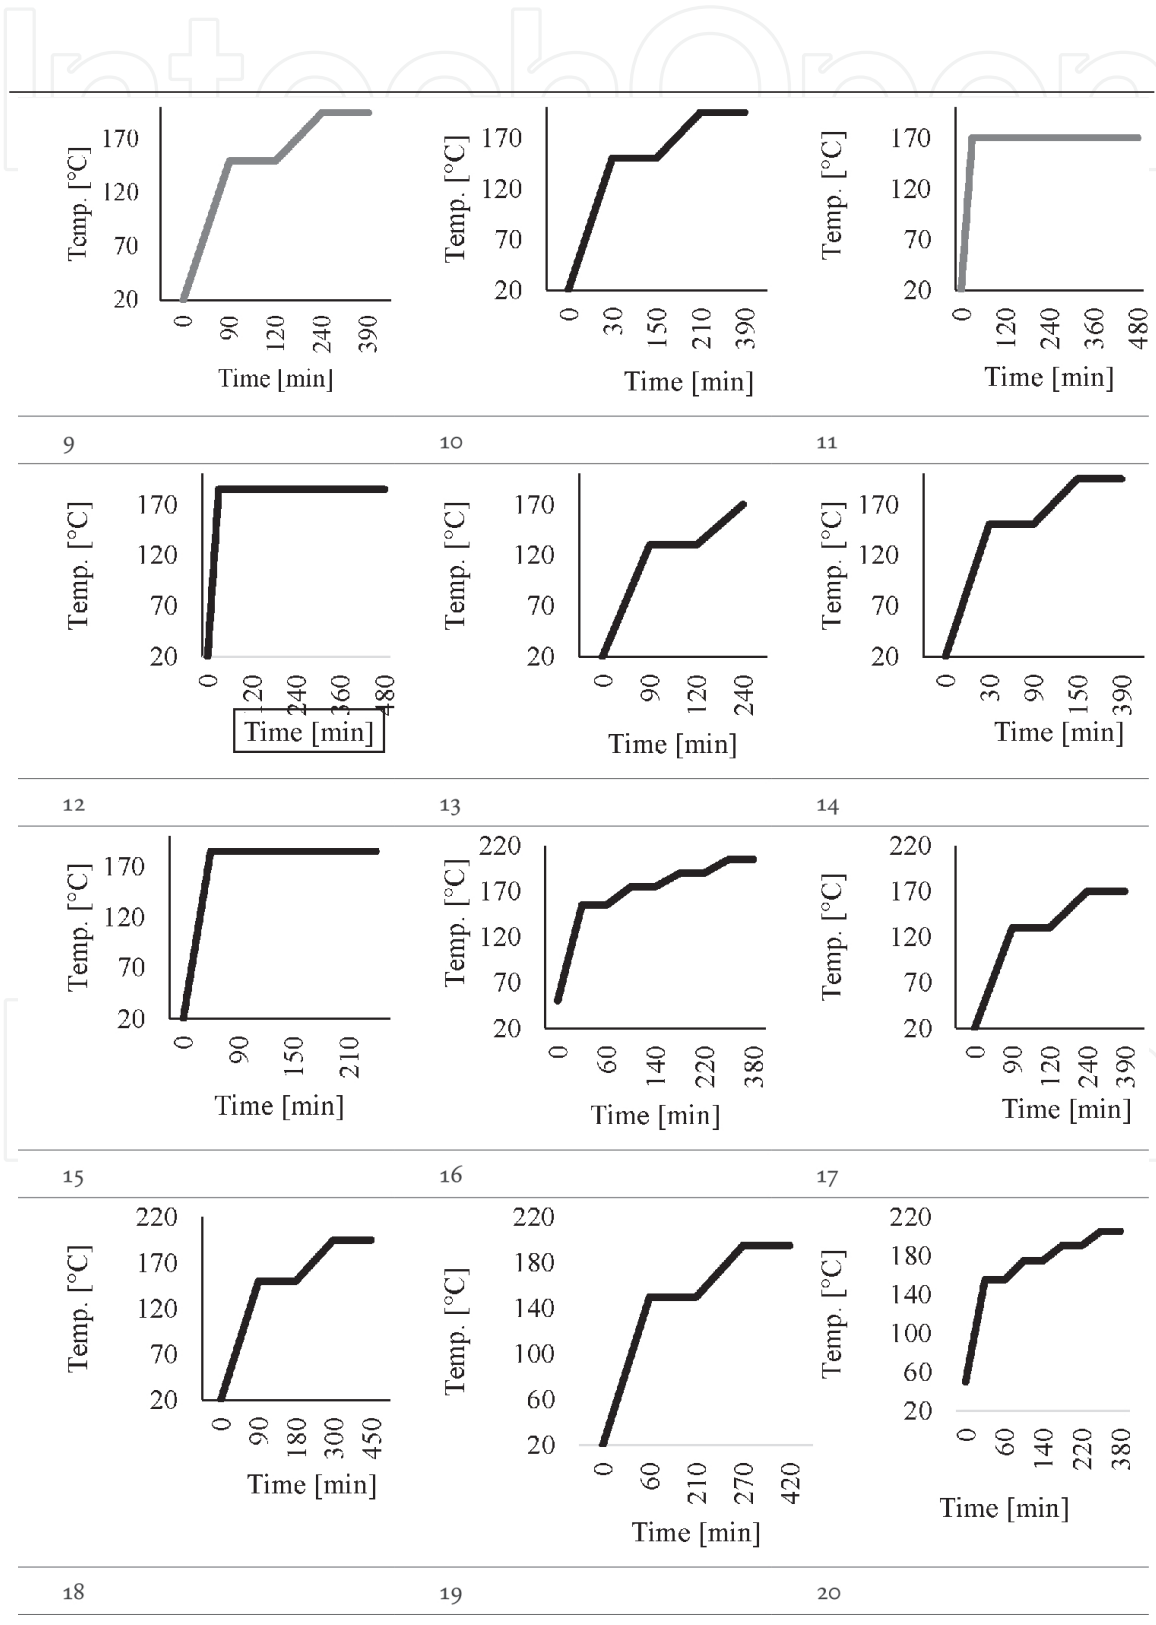 IntechOpen
170
120
70
20
Temp. [°C]
0 90 120 240 390
Time [min]
170
120
70
20
Temp. [°C]
0 30 150 210 390
Time [min]
170
120
70
20
Temp. [°C]
0 120 240 360 480
Time [min]
9 10 11
170
120
70
20
Temp. [°C]
0 120 240 360 480
Time [min]
170
120
70
20
Temp. [°C]
0 90 120 240
Time [min]
170
120
70
20
Temp. [°C]
0 30 90 150 390
Time [min]
12 13 14
170
120
70
20
Temp. [°C]
0 90 150 210
Time [min]
220
170
120
70
20
Temp. [°C]
0 60 140 220 380
Time [min]
220
170
120
70
20
Temp. [°C]
0 90 120 240 390
Time [min]
15 16 17
220
170
120
70
20
Temp. [°C]
0 90 180 300 450
Time [min]
220
180
140
100
60
20
Temp. [°C]
0 60 210 270 420
Time [min]
220
180
140
100
60
20
Temp. [°C]
0 60 140 220 380
Time [min]
18 19 20